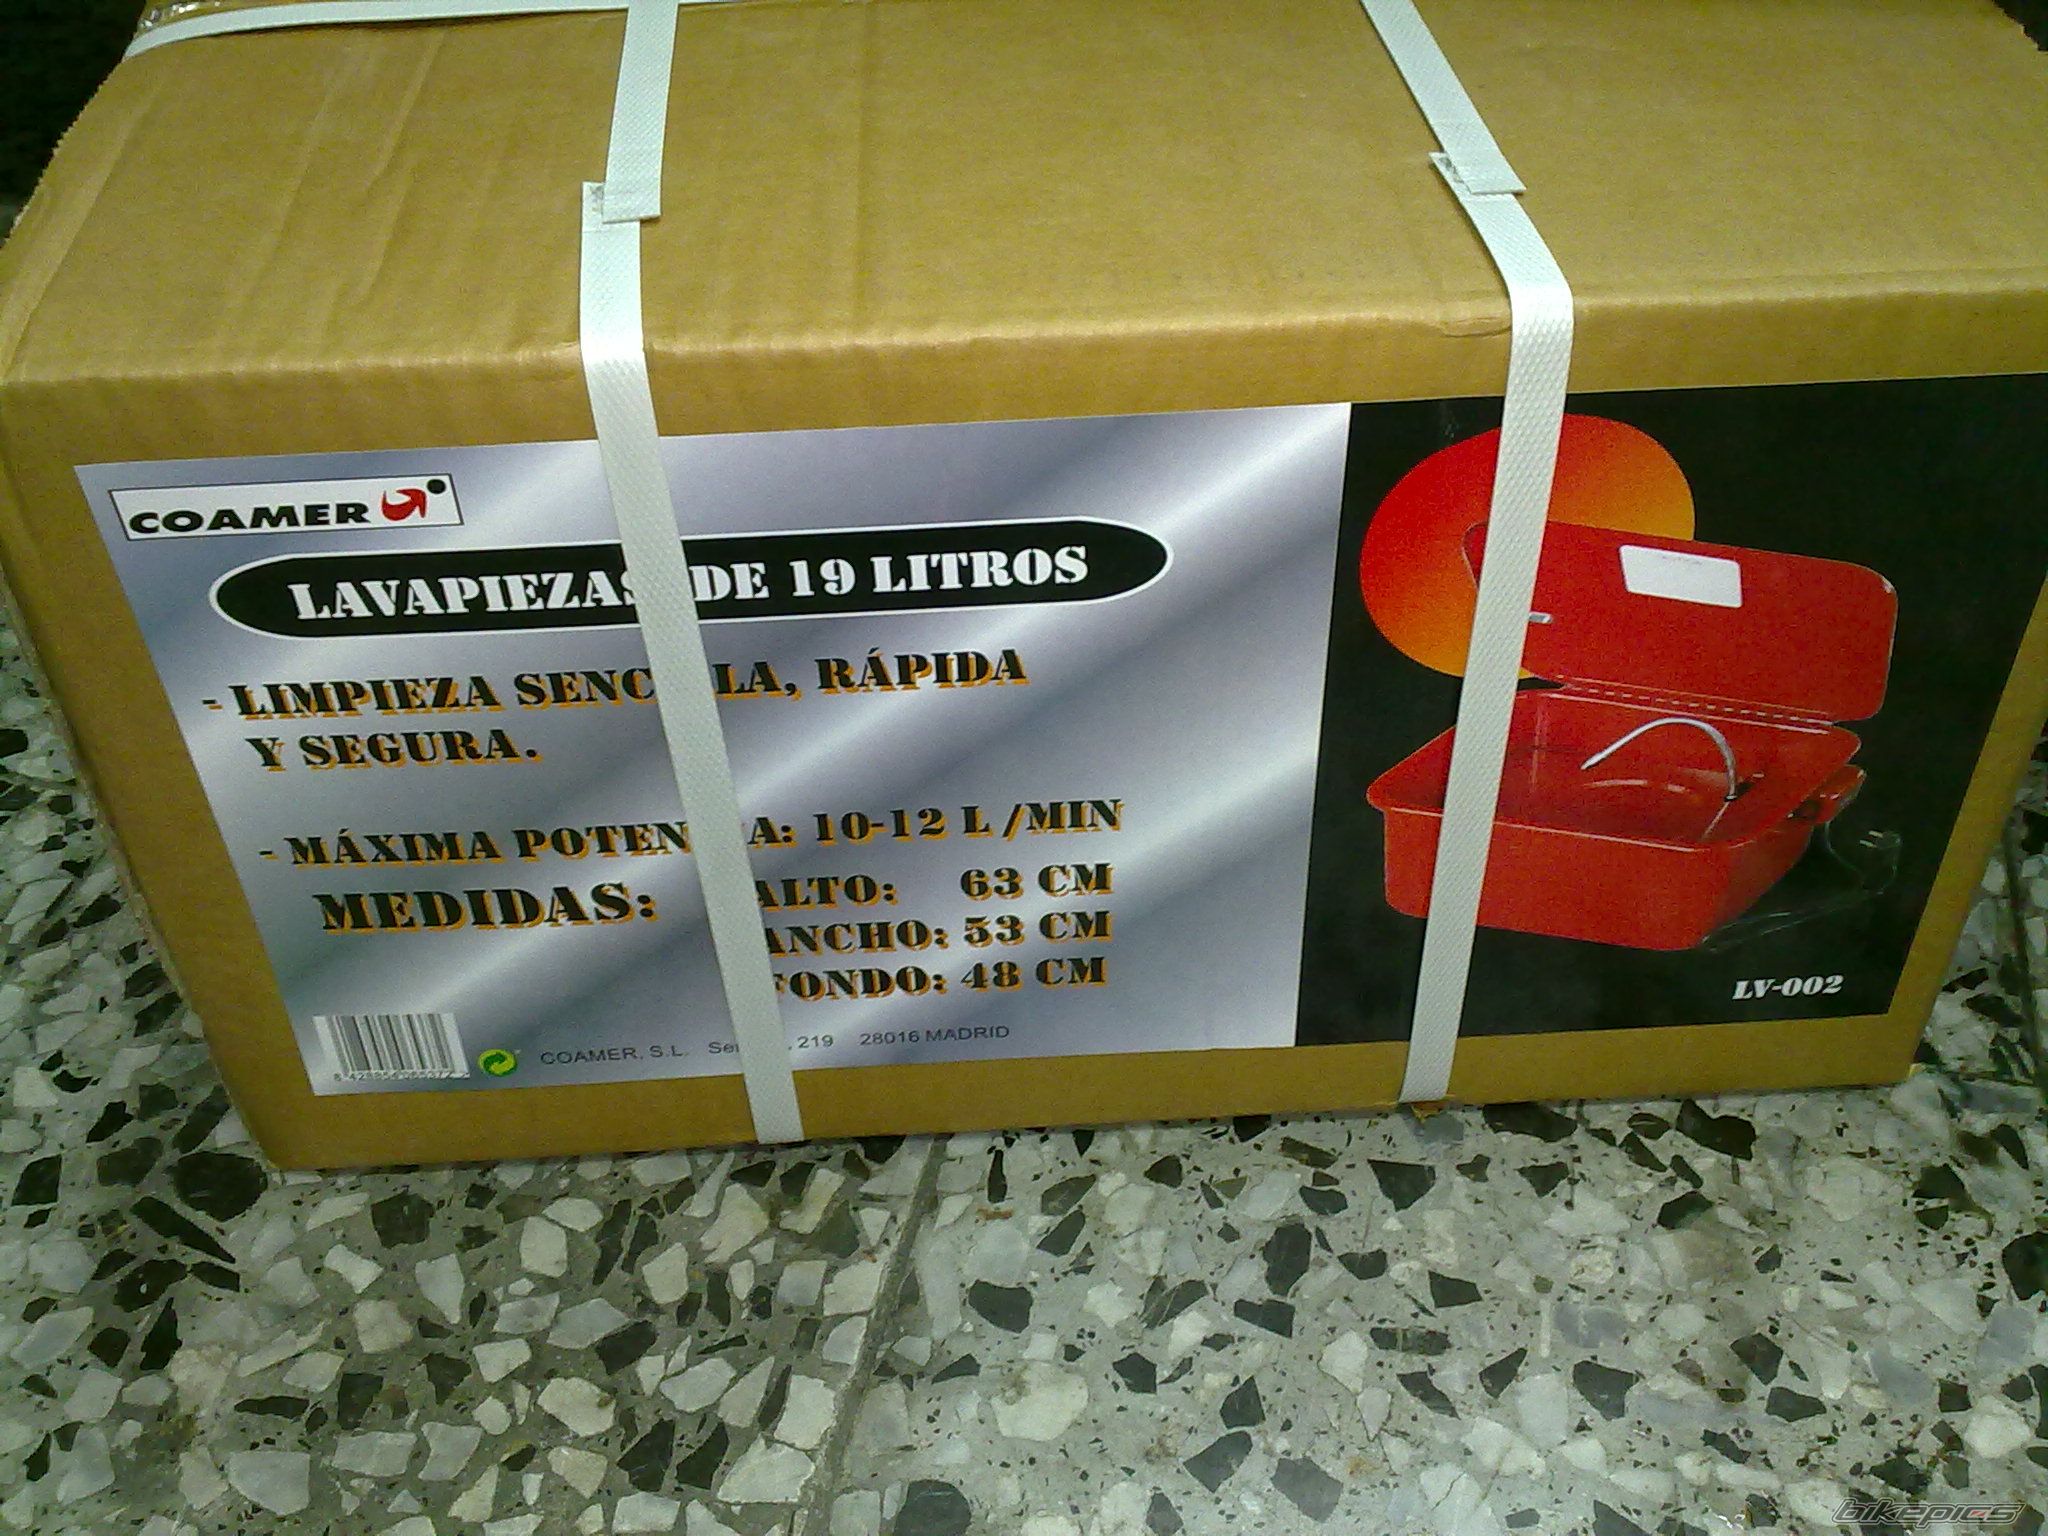 COAMER
LAVAPIEZAS DE 19 LITROS
- LIMPIEZA SENC LA, RÁPIDA
Y SEGURA.
- MÁXIMA POTEN A: 10-12 L /MIN
MEDIDAS: ALTO: 63 CM
ANCHO: 53 CM
FONDO: 48 CM
COAMER, S.L. 219 28016 MADRID
LV-002
bikepics